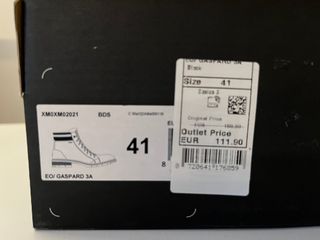 XM0XM02021
BDS
41
EO/ GASPARD 3A
EO/ GASPARD 3A
Black
Size 41
Original Price
Outlet Price
EUR 111.90